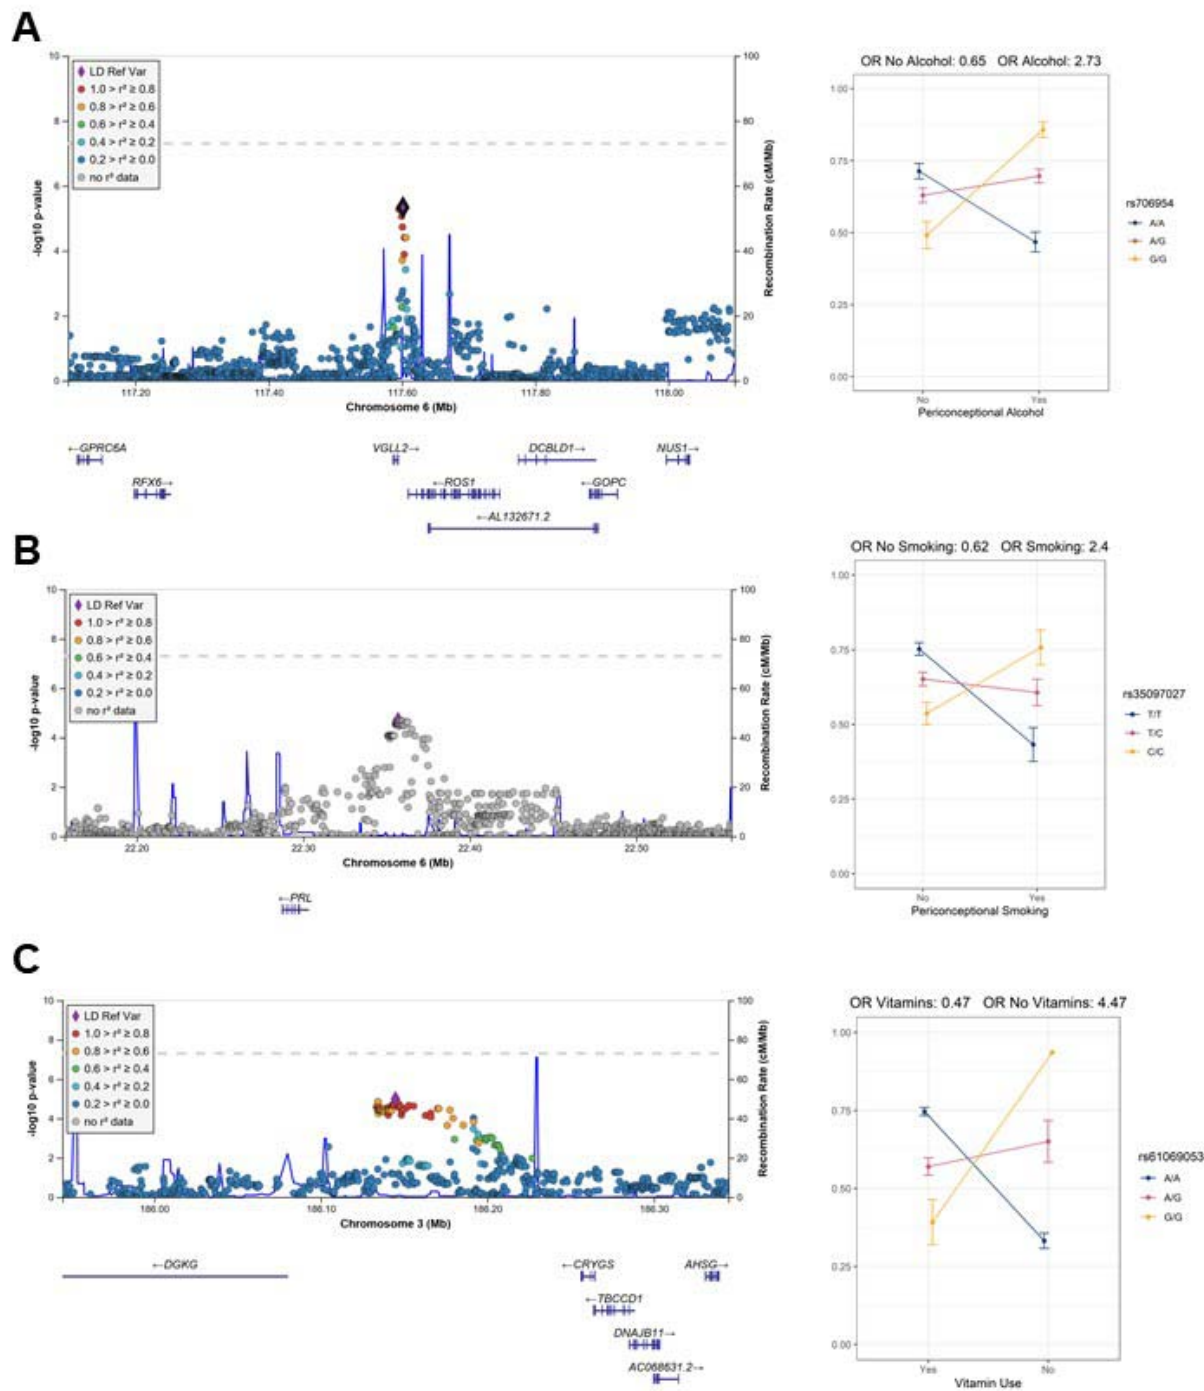 A
10
8
6
4
2
0
-log10 p-value
LD Ref Var
1.0 > r² ≥ 0.8
0.8 > r² ≥ 0.6
0.6 > r² ≥ 0.4
0.4 > r² ≥ 0.2
0.2 > r² ≥ 0.0
no r² data
100
80
60
40
20
0
Recombination Rate (cM/Mb)
117.20 117.40 117.60 117.80 118.00
Chromosome 6 (Mb)
←GPRC6A VGLL2→ DCBLD1→ NUS1→
RFX6→ ←ROS1 ←GOPC
←AL132671.2
OR No Alcohol: 0.65 OR Alcohol: 2.73
1.00
0.75
0.50
0.25
0.00
No Yes
Periconceptional Alcohol
rs706954
A/A
A/G
G/G
B
10
8
6
4
2
0
-log10 p-value
LD Ref Var
1.0 > r² ≥ 0.8
0.8 > r² ≥ 0.6
0.6 > r² ≥ 0.4
0.4 > r² ≥ 0.2
0.2 > r² ≥ 0.0
no r² data
100
80
60
40
20
0
Recombination Rate (cM/Mb)
22.20 22.30 22.40 22.50
Chromosome 6 (Mb)
←PRL
OR No Smoking: 0.62 OR Smoking: 2.4
1.00
0.75
0.50
0.25
0.00
No Yes
Periconceptional Smoking
rs35097027
T/T
T/C
C/C
C
10
8
6
4
2
0
-log10 p-value
LD Ref Var
1.0 > r² ≥ 0.8
0.8 > r² ≥ 0.6
0.6 > r² ≥ 0.4
0.4 > r² ≥ 0.2
0.2 > r² ≥ 0.0
no r² data
100
80
60
40
20
0
Recombination Rate (cM/Mb)
186.00 186.10 186.20 186.30
Chromosome 3 (Mb)
←DGKG ←CRYGS AHSG→
←TBCCD1
DNAJB11→
AC068631.2→
OR Vitamins: 0.47 OR No Vitamins: 4.47
1.00
0.75
0.50
0.25
0.00
Yes No
Vitamin Use
rs61069053
A/A
A/G
G/G